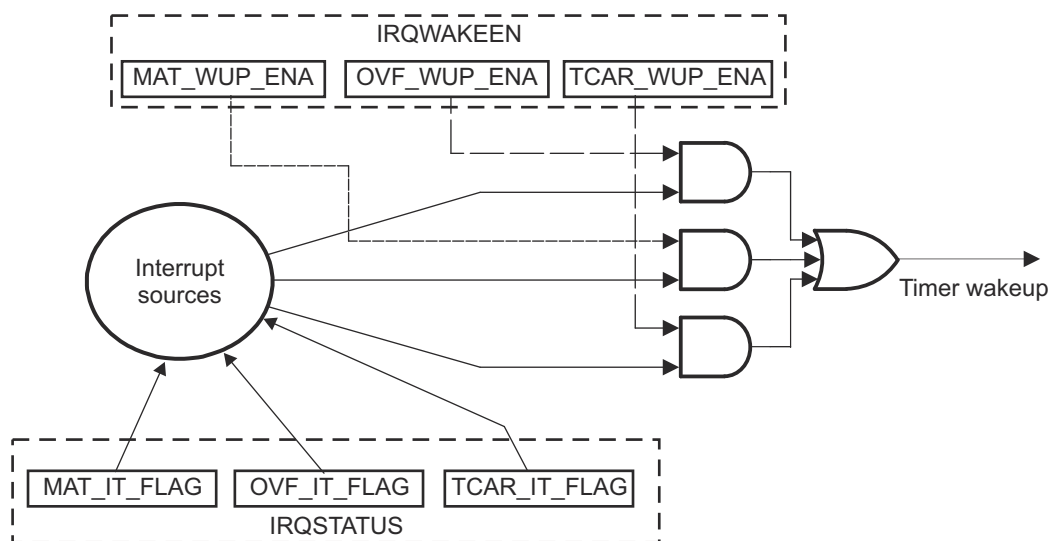 IRQWAKEEN
MAT_WUP_ENA OVF_WUP_ENA TCAR_WUP_ENA
Interrupt
sources
Timer wakeup
MAT_IT_FLAG OVF_IT_FLAG TCAR_IT_FLAG
IRQSTATUS